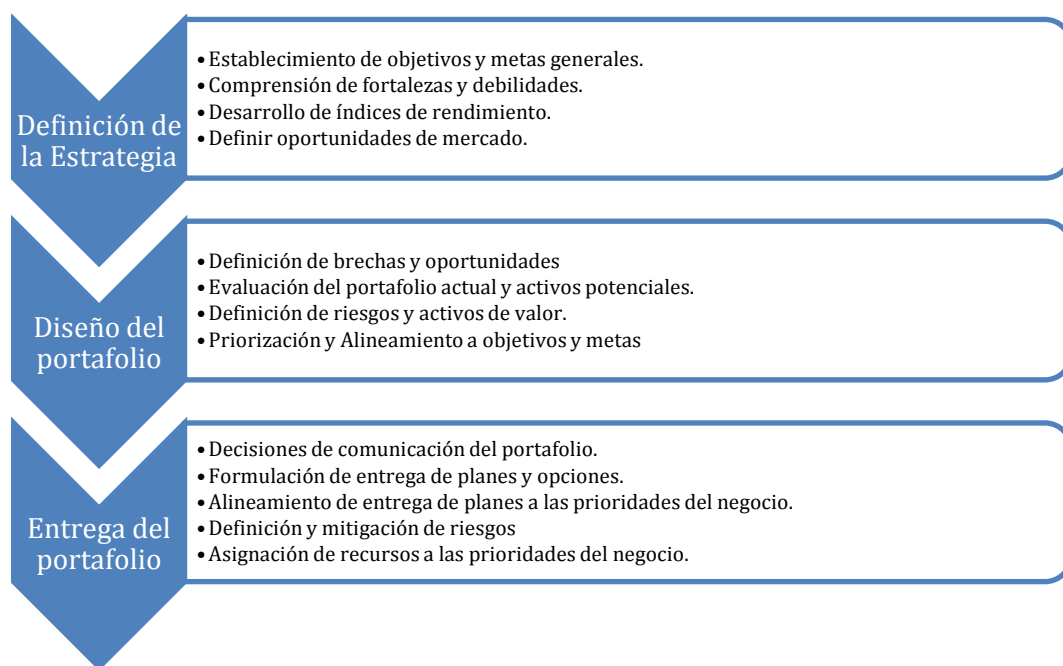 Definición de
la Estrategia
•Establecimiento de objetivos y metas generales.
•Comprensión de fortalezas y debilidades.
•Desarrollo de índices de rendimiento.
•Definir oportunidades de mercado.
Diseño del
portafolio
•Definición de brechas y oportunidades
•Evaluación del portafolio actual y activos potenciales.
•Definición de riesgos y activos de valor.
•Priorización y Alineamiento a objetivos y metas
Entrega del
portafolio
•Decisiones de comunicación del portafolio.
•Formulación de entrega de planes y opciones.
•Alineamiento de entrega de planes a las prioridades del negocio.
•Definición y mitigación de riesgos
•Asignación de recursos a las prioridades del negocio.